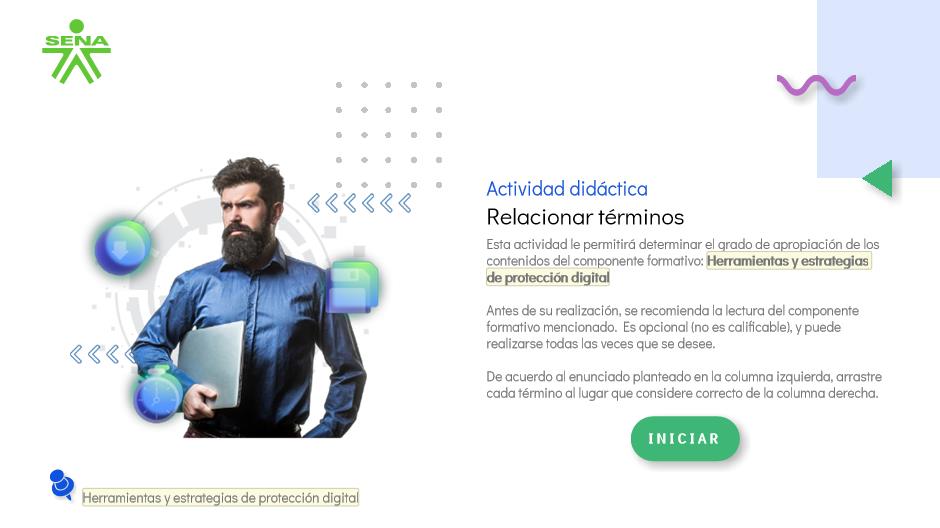 SENA
Actividad didáctica
Relacionar términos
Esta actividad le permitirá determinar el grado de apropiación de los
contenidos del componente formativo: Herramientas y estrategias
de protección digital
Antes de su realización, se recomienda la lectura del componente
formativo mencionado. Es opcional (no es calificable), y puede
realizarse todas las veces que se desee.
De acuerdo al enunciado planteado en la columna izquierda, arrastre
cada término al lugar que considere correcto de la columna derecha.
INICIAR
Herramientas y estrategias de protección digital